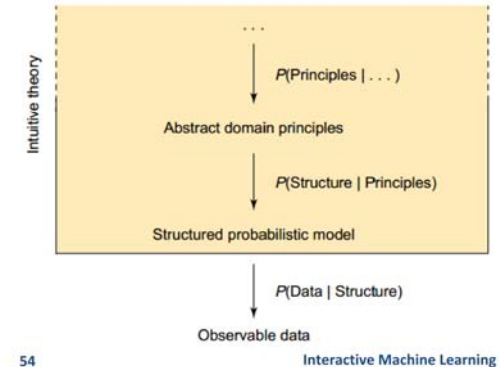 Intuitive theory
. . .
P(Principles | . . . )
Abstract domain principles
P(Structure | Principles)
Structured probabilistic model
P(Data | Structure)
Observable data
54
Interactive Machine Learning